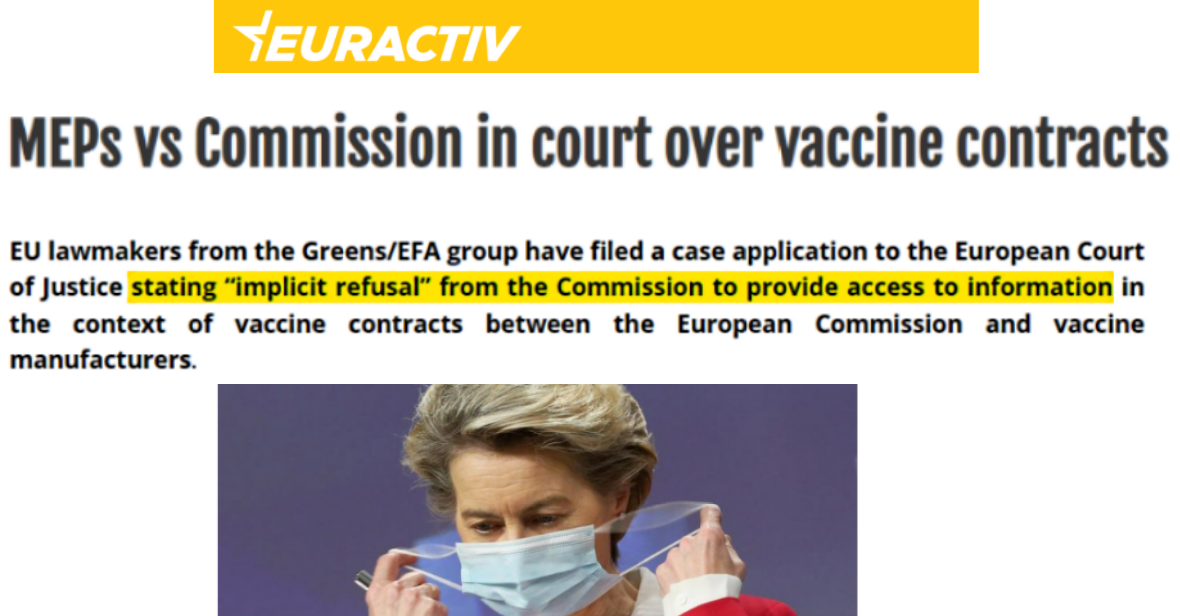 EURACTIV
MEPs vs Commission in court over vaccine contracts
EU lawmakers from the Greens/EFA group have filed a case application to the European Court
of Justice stating “implicit refusal” from the Commission to provide access to information in
the context of vaccine contracts between the European Commission and vaccine
manufacturers.